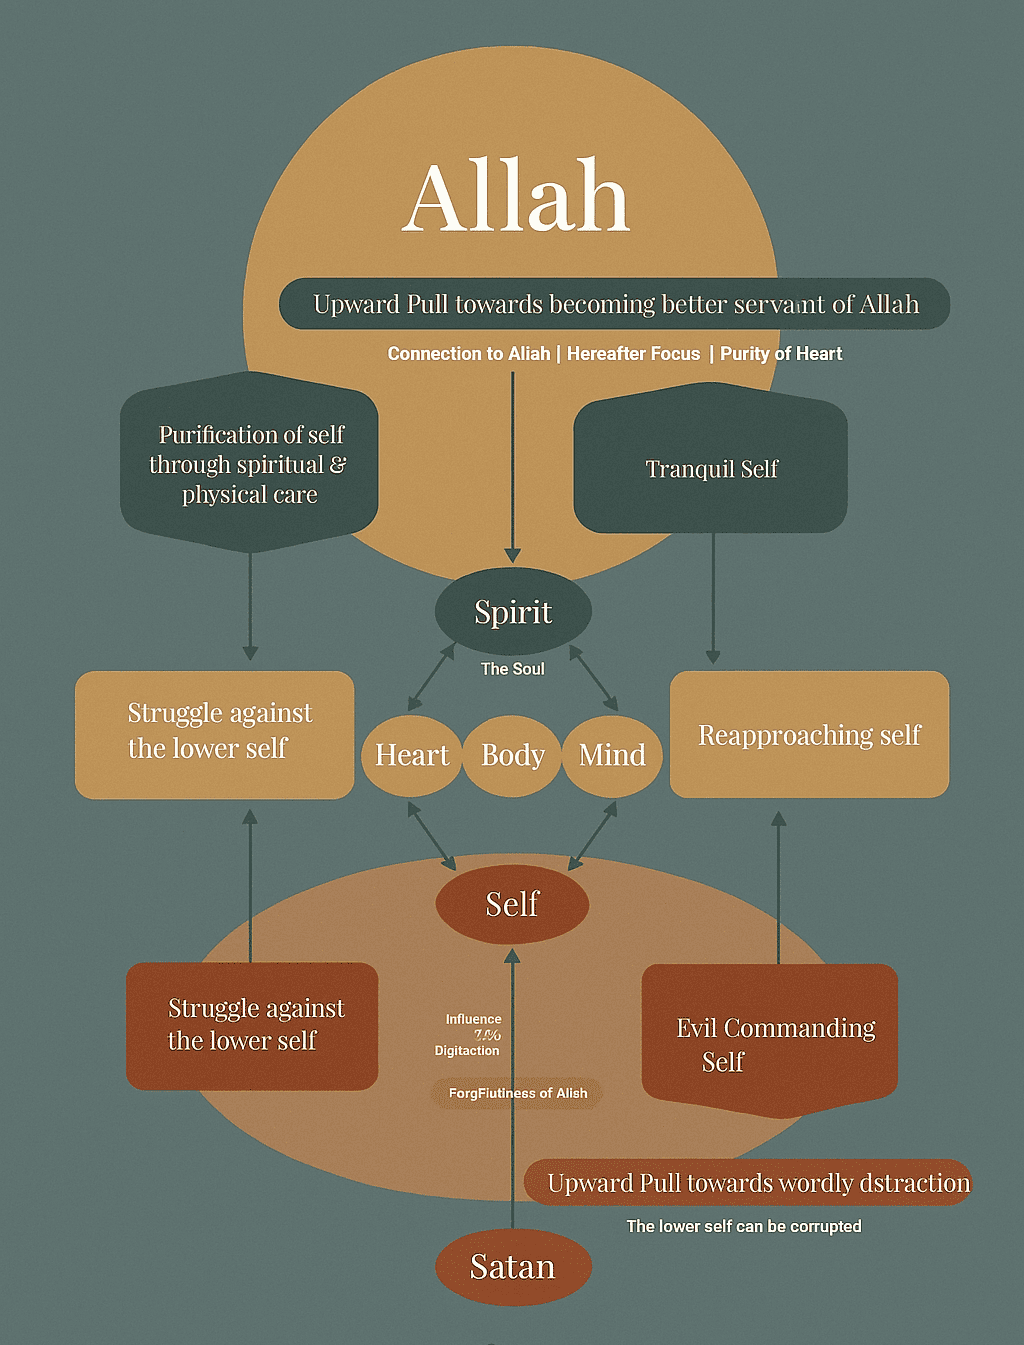 Allah
Upward Pull towards becoming better servant of Allah
Connection to Aliah | Hereafter Focus | Purity of Heart
Purification of self
through spiritual &
physical care
Tranquil Self
Spirit
The Soul
Struggle against
the lower self
Heart
Body
Mind
Reapproaching self
Self
Struggle against
the lower self
Influence
Digitaction
ForgFiutiness of Alish
Evil Commanding
Self
Upward Pull towards wordly dstraction
The lower self can be corrupted
Satan